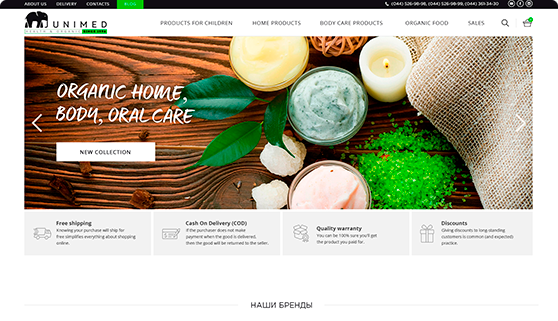 ABOUT US DELIVERY CONTACTS BLOG (044) 526-98-98, (044) 526-98-99, (044) 361-34-30
UNIMED
HEALTH & ORGANIC SINCE 1994
PRODUCTS FOR CHILDREN HOME PRODUCTS BODY CARE PRODUCTS ORGANIC FOOD SALES
ORGANIC HOME,
BODY, ORAL CARE
NEW COLLECTION
Free shipping
Knowing your purchase will ship for
free simplifies everything about shopping
online.
Cash On Delivery (COD)
If the purchaser does not make
payment when the good is delivered,
then the good will be returned to the seller.
Quality warranty
You can be 100% sure you'll get
the product you paid for.
Discounts
Giving discounts to long-standing
customers is common (and expected)
practice.
НАШИ БРЕНДЫ